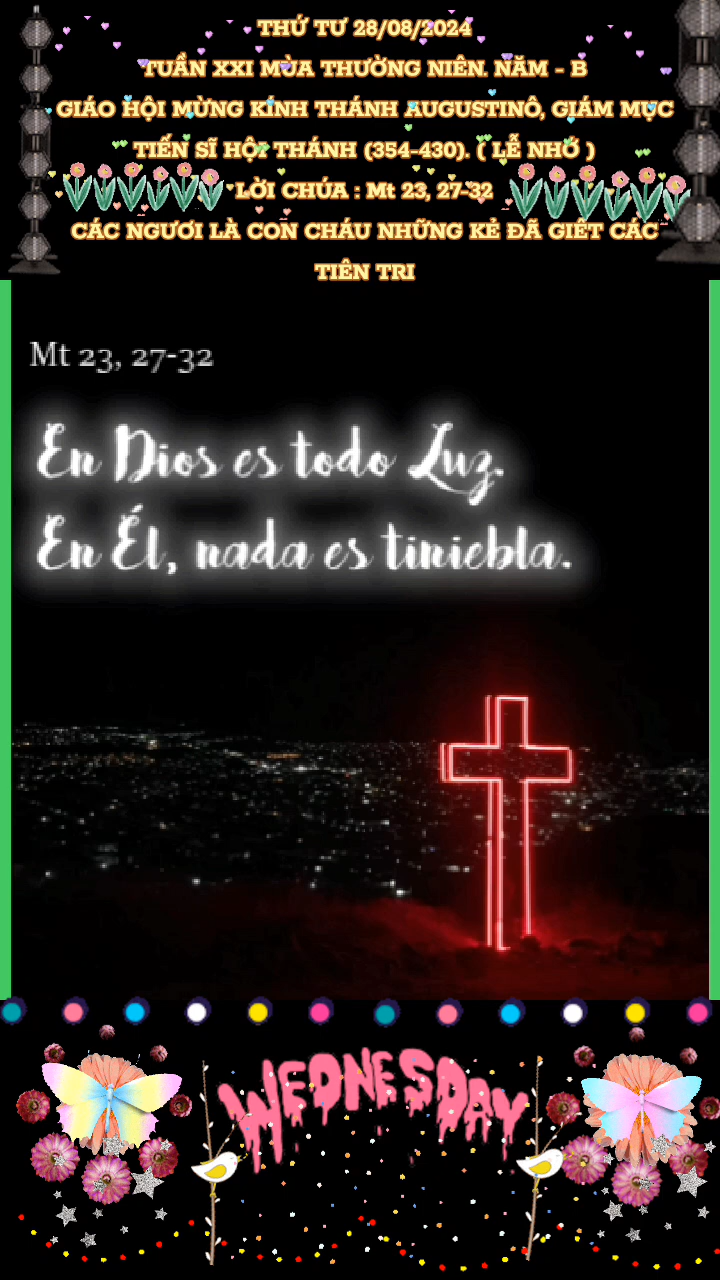 THỨ TƯ 28/08/2024
TUẦN XXI MÙA THƯỜNG NIÊN. NĂM - B
GIÁO HỘI MỪNG KÍNH THÁNH AUGUSTINÔ, GIÁM MỤC
TIẾN SĨ HỘI THÁNH (354-430). ( LỄ NHỚ )
LỜI CHÚA : Mt 23, 27-32
CÁC NGƯƠI LÀ CON CHÁU NHỮNG KẺ ĐÃ GIẾT CÁC
TIÊN TRI
Mt 23, 27-32
En Dios es todo Luz.
En Él, nada es tiniebla.
WEDNESDAY